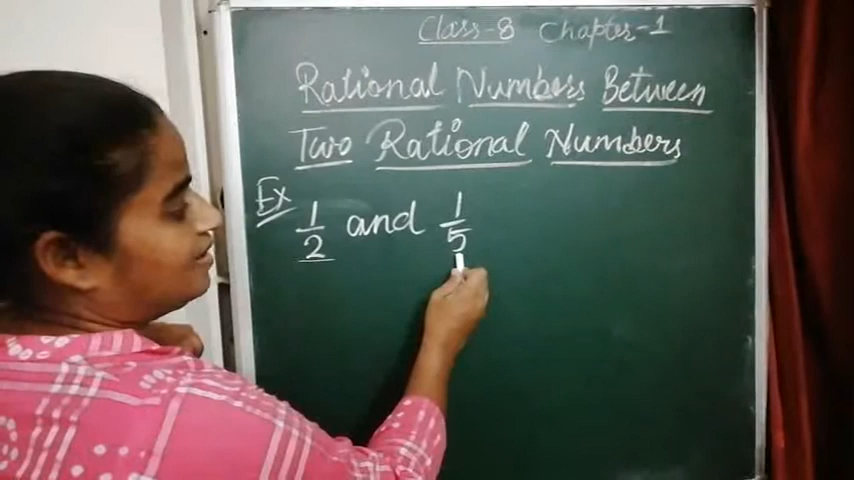 Class-8 Chapter-1
Rational Numbers Between
Two Rational Numbers
Ex
1/2 and 1/5